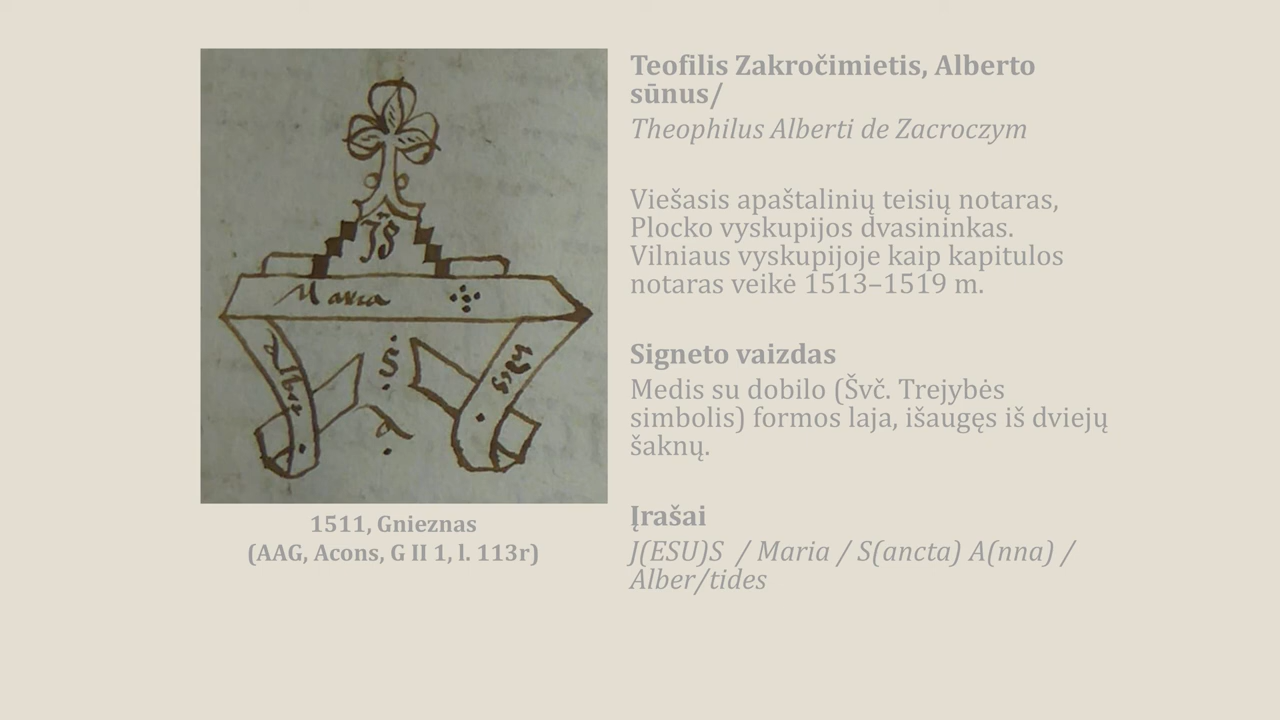 Teofilis Zakročimietis, Alberto
sūnus/
Theophilus Alberti de Zacroczym
Viešasis apaštalinių teisių notaras,
Plocko vyskupijos dvasininkas.
Vilniaus vyskupijoje kaip kapitulos
notaras veikė 1513–1519 m.
Signeto vaizdas
Medis su dobilo (Švč. Trejybės
simbolis) formos laja, išaugęs iš dviejų
šaknų.
Įrašai
J(ESU)S / Maria / S(ancta) A(nna) /
Alber/tides
Js
Maria
Alber
s
a
1511, Gnieznas
(AAG, Acons, G II 1, l. 113r)